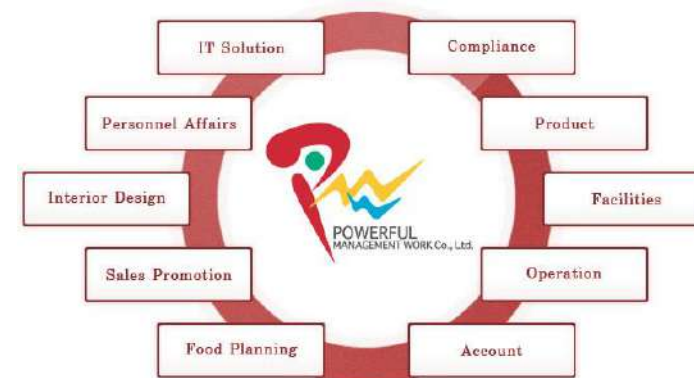 IT Solution
Compliance
Personnel Affairs
Product
Interior Design
POWERFUL
MANAGEMENT WORK Co., Ltd.
Facilities
Sales Promotion
Operation
Food Planning
Account